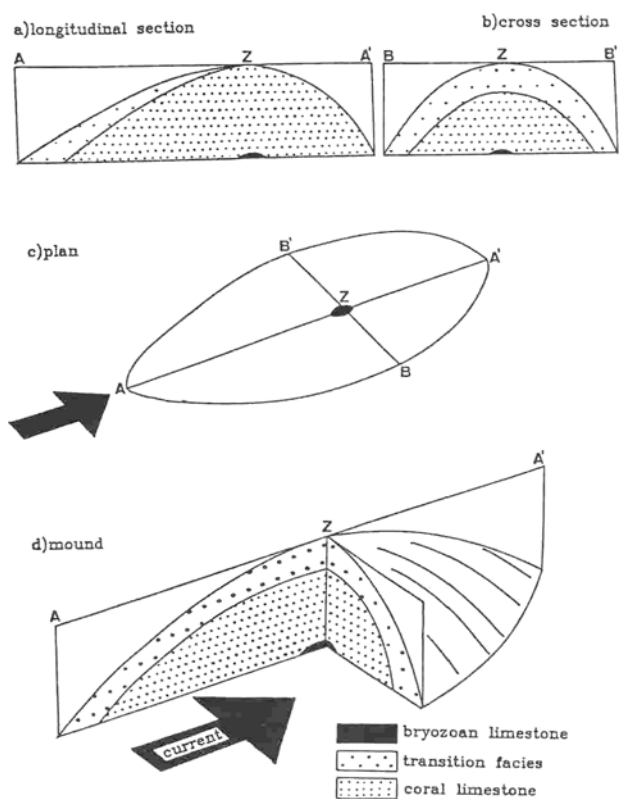 a)longitudinal section
b)cross section
A
Z
A'
B
Z
B'
c)plan
B'
A'
Z
A
B
A'
Z
d)mound
A
current
bryozoan limestone
transition facies
coral limestone